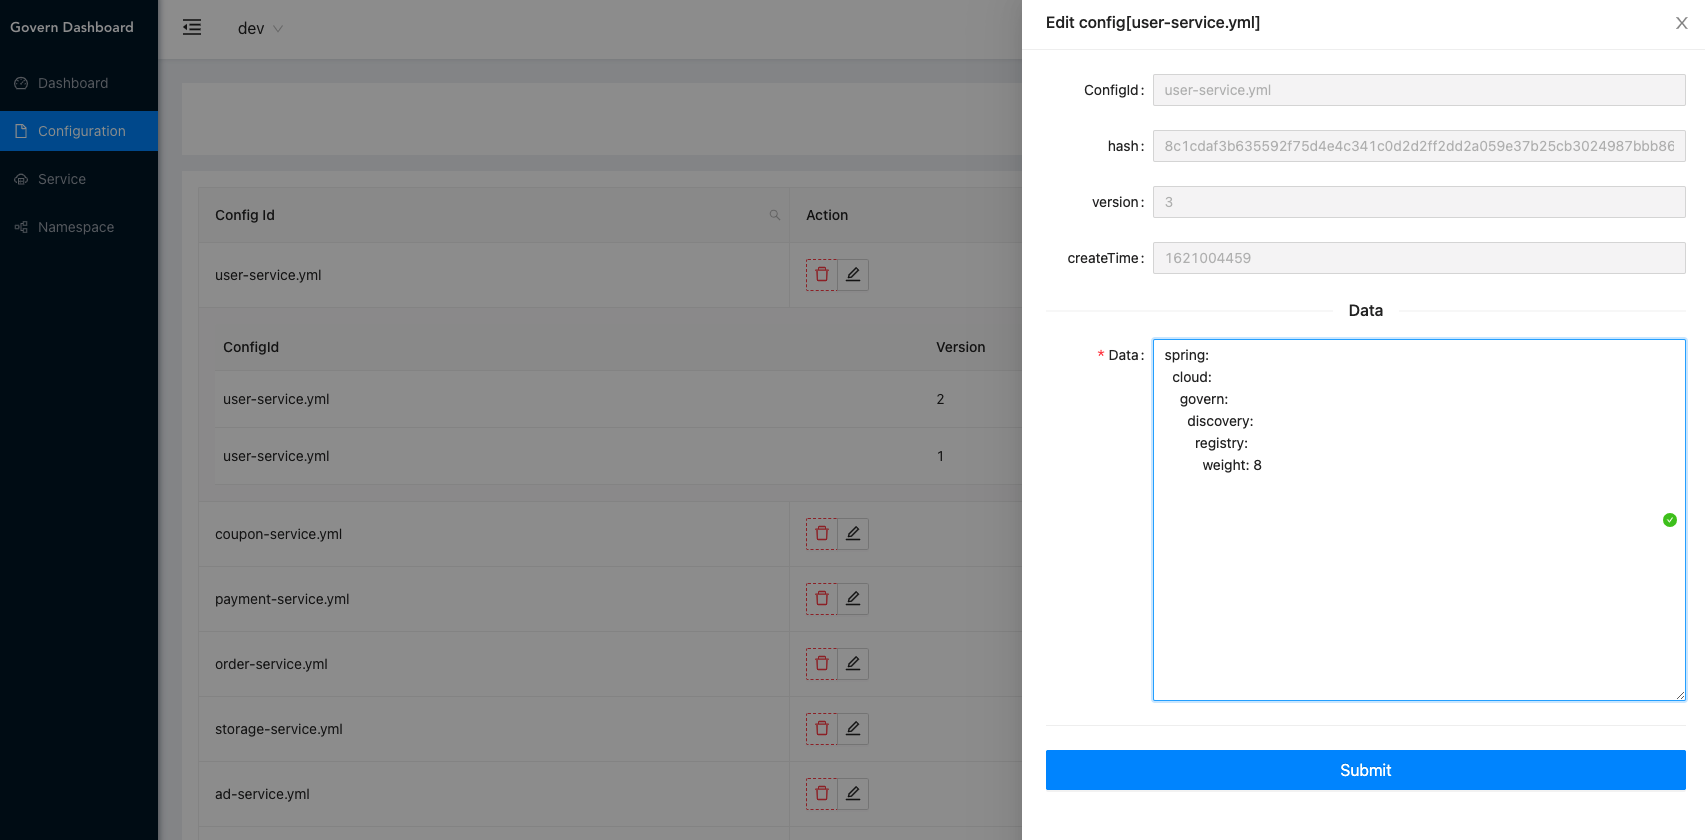 Govern Dashboard
Dashboard
Configuration
Service
Namespace
dev
Config Id
Action
user-service.yml
ConfigId
Version
user-service.yml
2
user-service.yml
1
coupon-service.yml
payment-service.yml
order-service.yml
storage-service.yml
ad-service.yml
Edit config[user-service.yml]
ConfigId:
user-service.yml
hash:
8c1cdaf3b635592f75d4e4c341c0d2d2ff2dd2a059e37b25cb3024987bbb86
version:
3
createTime:
1621004459
Data
* Data:
spring:
  cloud:
    govern:
      discovery:
        registry:
          weight: 8
Submit